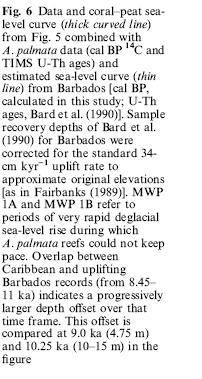 Fig. 6 Data and coral–peat sea-
level curve (thick curved line)
from Fig. 5 combined with
A. palmata data (cal BP 14C and
TIMS U-Th ages) and
estimated sea-level curve (thin
line) from Barbados [cal BP,
calculated in this study; U-Th
ages, Bard et al. (1990)]. Sample
recovery depths of Bard et al.
(1990) for Barbados were
corrected for the standard 34-
cm kyr−1 uplift rate to
approximate original elevations
[as in Fairbanks (1989)]. MWP
1A and MWP 1B refer to
periods of very rapid deglacial
sea-level rise during which
A. palmata reefs could not keep
pace. Overlap between
Caribbean and uplifting
Barbados records (from 8.45–
11 ka) indicates a progressively
larger depth offset over that
time frame. This offset is
compared at 9.0 ka (4.75 m)
and 10.25 ka (10–15 m) in the
figure